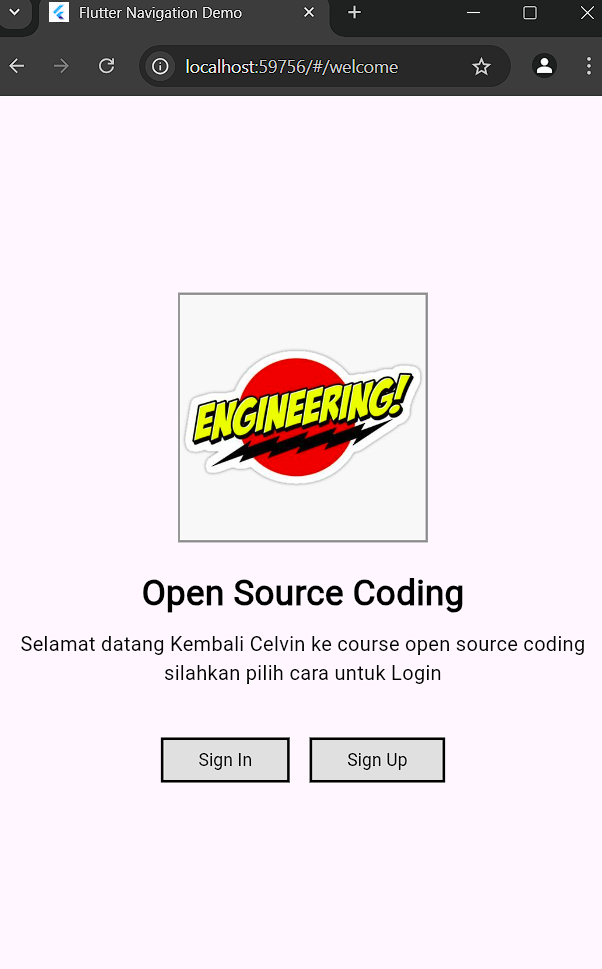 Flutter Navigation Demo
localhost:59756/#/welcome
ENGINEERING!
Open Source Coding
Selamat datang Kembali Celvin ke course open source coding
silahkan pilih cara untuk Login
Sign In
Sign Up